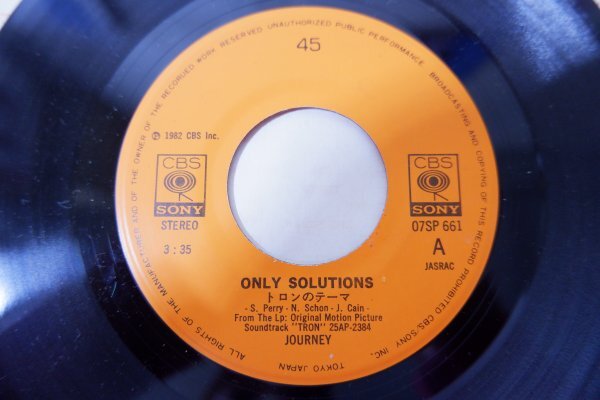 ALL RIGHTS OF THE MANUFACTURER AND OF THE OWNER OF THE RECORDED WORK RESERVED UNAUTHORIZED PUBLIC PERFORMANCE, BROADCASTING AND COPYING OF THIS RECORD PROHIBITED CBS·SONY INC.
TOKYO JAPAN
45
Ⓟ 1982 CBS Inc.
CBS
SONY
STEREO
3:35
CBS
SONY
07SP 661
A
JASRAC
ONLY SOLUTIONS
トロンのテーマ
- S. Perry - N. Schon - J. Cain -
From The Lp: Original Motion Picture
Soundtrack "TRON" 25AP-2384
JOURNEY